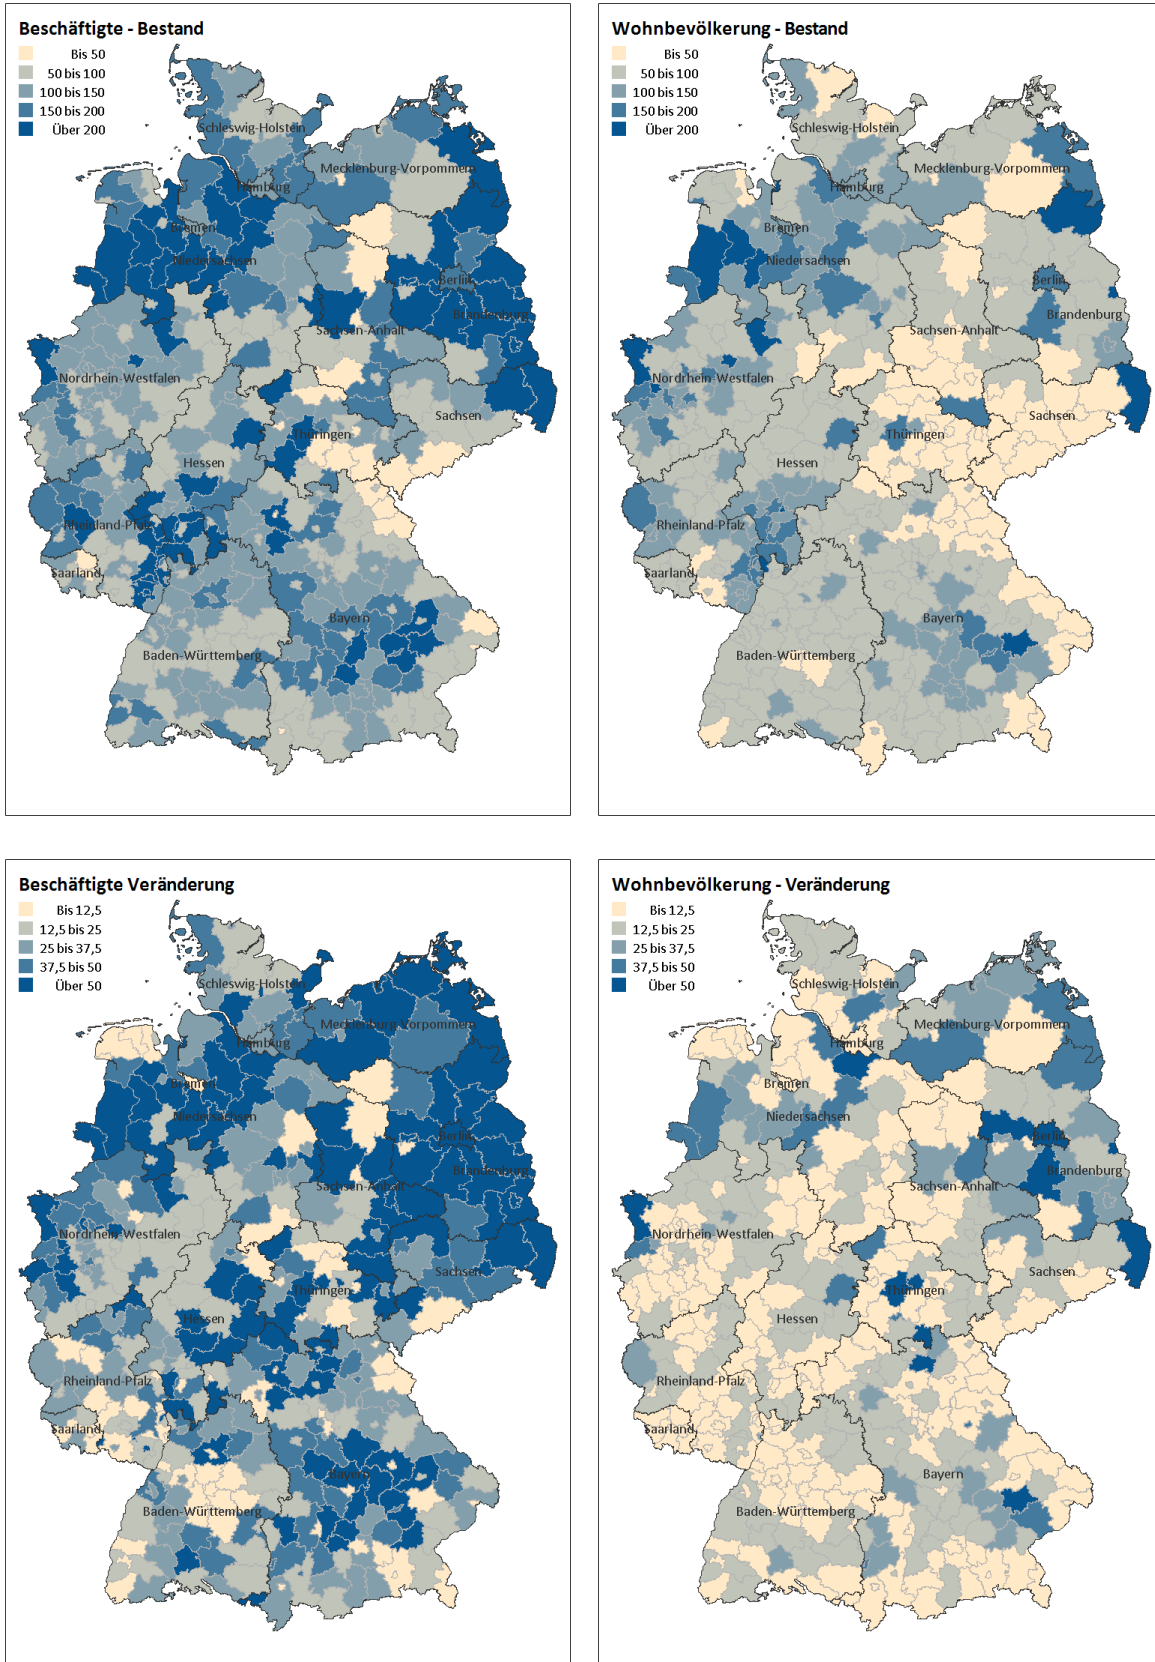 Beschäftigte - Bestand
Bis 50
50 bis 100
100 bis 150
150 bis 200
Über 200
Schleswig-Holstein
Mecklenburg-Vorpommern
Hamburg
Bremen
Niedersachsen
Berlin
Brandenburg
Sachsen-Anhalt
Nordrhein-Westfalen
Sachsen
Thüringen
Hessen
Rheinland-Pfalz
Saarland
Bayern
Baden-Württemberg
Wohnbevölkerung - Bestand
Bis 50
50 bis 100
100 bis 150
150 bis 200
Über 200
Schleswig-Holstein
Mecklenburg-Vorpommern
Hamburg
Bremen
Niedersachsen
Berlin
Brandenburg
Sachsen-Anhalt
Nordrhein-Westfalen
Sachsen
Thüringen
Hessen
Rheinland-Pfalz
Saarland
Bayern
Baden-Württemberg
Beschäftigte Veränderung
Bis 12,5
12,5 bis 25
25 bis 37,5
37,5 bis 50
Über 50
Schleswig-Holstein
Mecklenburg-Vorpommern
Hamburg
Bremen
Niedersachsen
Berlin
Brandenburg
Sachsen-Anhalt
Nordrhein-Westfalen
Sachsen
Thüringen
Hessen
Rheinland-Pfalz
Saarland
Bayern
Baden-Württemberg
Wohnbevölkerung - Veränderung
Bis 12,5
12,5 bis 25
25 bis 37,5
37,5 bis 50
Über 50
Schleswig-Holstein
Mecklenburg-Vorpommern
Hamburg
Bremen
Niedersachsen
Berlin
Brandenburg
Sachsen-Anhalt
Nordrhein-Westfalen
Sachsen
Thüringen
Hessen
Rheinland-Pfalz
Saarland
Bayern
Baden-Württemberg